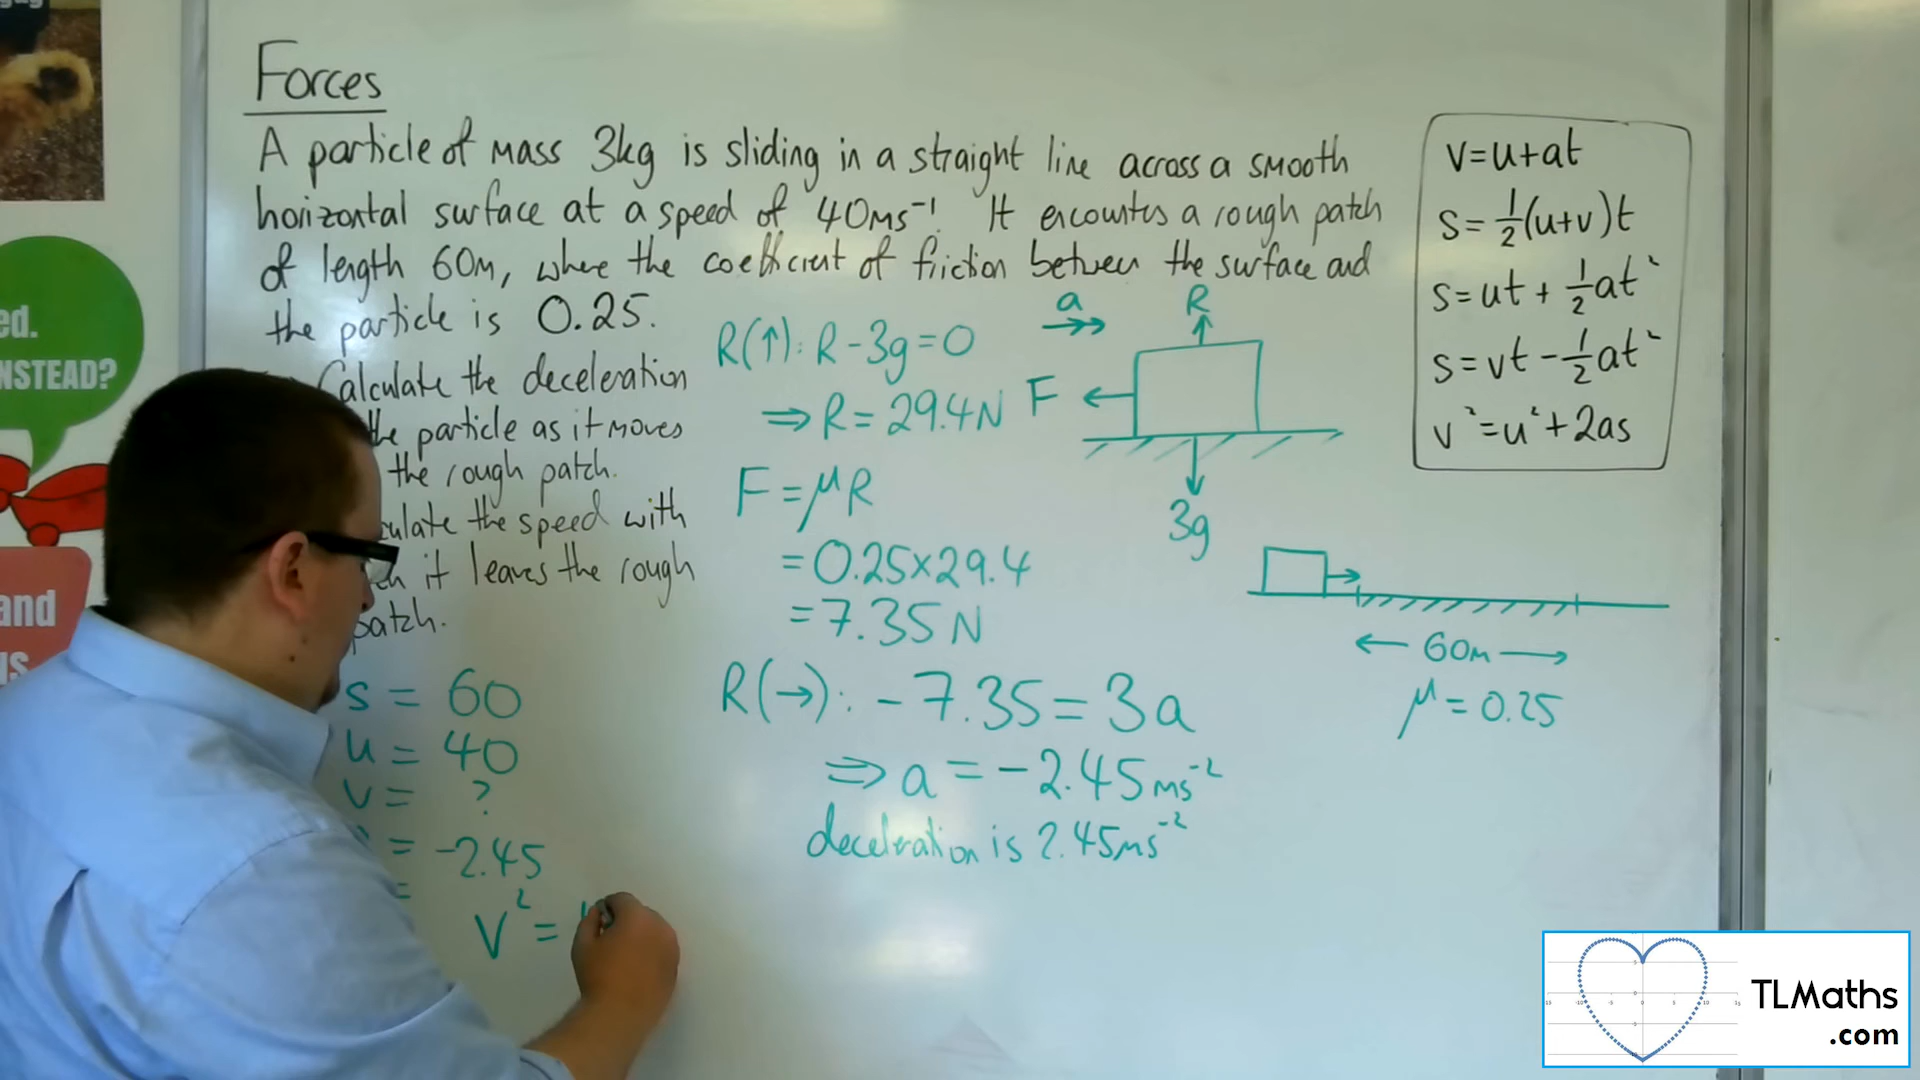 Forces
A particle of mass 3kg is sliding in a straight line across a smooth
horizontal surface at a speed of 40ms⁻¹. It encounters a rough patch
of length 60m, where the coefficient of friction between the surface and
the particle is 0.25.
Calculate the deceleration
the particle as it moves
the rough patch.
the speed with
it leaves the rough
patch.
s = 60
u = 40
v = ?
= -2.45
=
v² =
R(↑): R - 3g = 0
⇒ R = 29.4N
F = μR
= 0.25×29.4
= 7.35N
R(→): -7.35 = 3a
⇒ a = -2.45ms⁻²
deceleration is 2.45ms⁻²
a
R
F
3g
60m
μ = 0.25
v = u + at
s = ½(u+v)t
s = ut + ½at²
s = vt - ½at²
v² = u² + 2as
ed.
NSTEAD?
and
TLMaths
.com